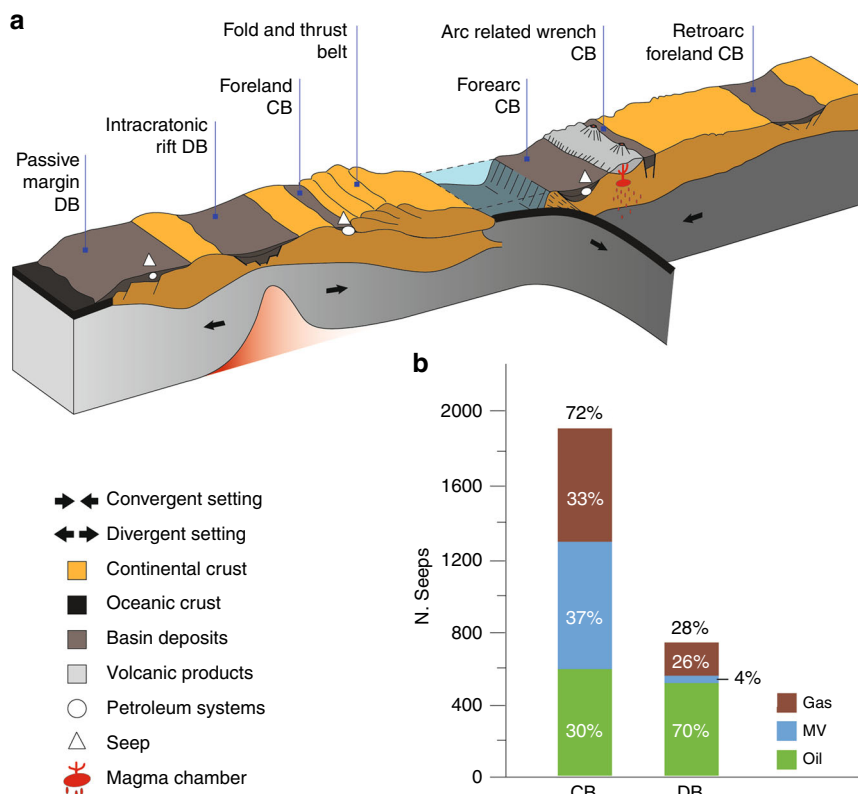 a
Fold and thrust
belt
Arc related wrench
CB
Retroarc
foreland CB
Foreland
CB
Forearc
CB
Intracratonic
rift DB
Passive
margin
DB
b
72%
2000
33%
1600
1200
37%
N. Seeps
800
28%
26%
4%
400
30%
70%
0
CB
DB
Gas
MV
Oil
Convergent setting
Divergent setting
Continental crust
Oceanic crust
Basin deposits
Volcanic products
Petroleum systems
Seep
Magma chamber